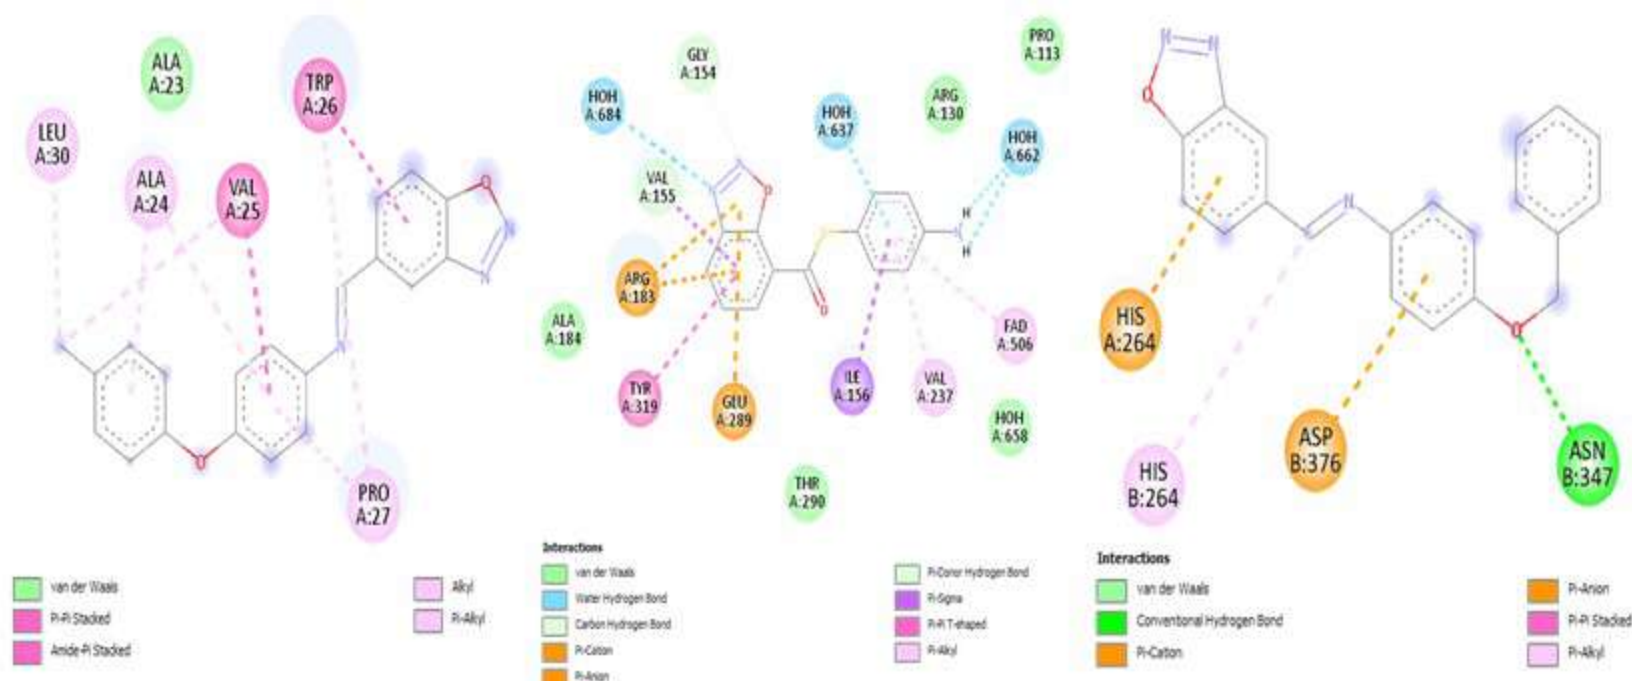 ALA
A:23
TRP
A:26
LEU
A:30
ALA
A:24
VAL
A:25
O
N
N
N
O
PRO
A:27
van der Waals
Pi-Pi Stacked
Amide-Pi Stacked
Alkyl
Pi-Alkyl
GLY
A:154
PRO
A:113
HOH
A:684
HOH
A:637
ARG
A:130
HOH
A:662
VAL
A:155
N
N
O
S
N
H
H
O
ARG
A:183
ALA
A:184
TYR
A:319
GLU
A:289
ILE
A:156
VAL
A:237
FAD
A:506
HOH
A:658
THR
A:290
Interactions
van der Waals
Water Hydrogen Bond
Carbon Hydrogen Bond
Pi-Cation
Pi-Anion
Pi-Donor Hydrogen Bond
Pi-Sigma
Pi-Pi T-shaped
Pi-Alkyl
N
N
O
N
O
HIS
A:264
HIS
B:264
ASP
B:376
ASN
B:347
Interactions
van der Waals
Conventional Hydrogen Bond
Pi-Cation
Pi-Anion
Pi-Pi Stacked
Pi-Alkyl